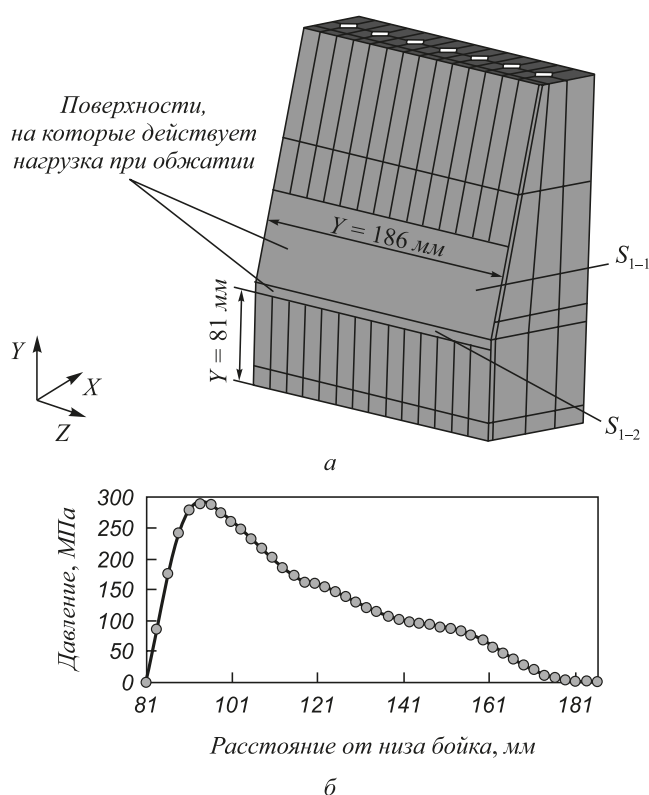 Поверхности,
на которые действует
нагрузка при обжатии
Y = 186 мм
S1–1
Y = 81 мм
Y
X
Z
S1–2
а
Давление, МПа
300
250
200
150
100
50
0
81 101 121 141 161 181
Расстояние от низа бойка, мм
б